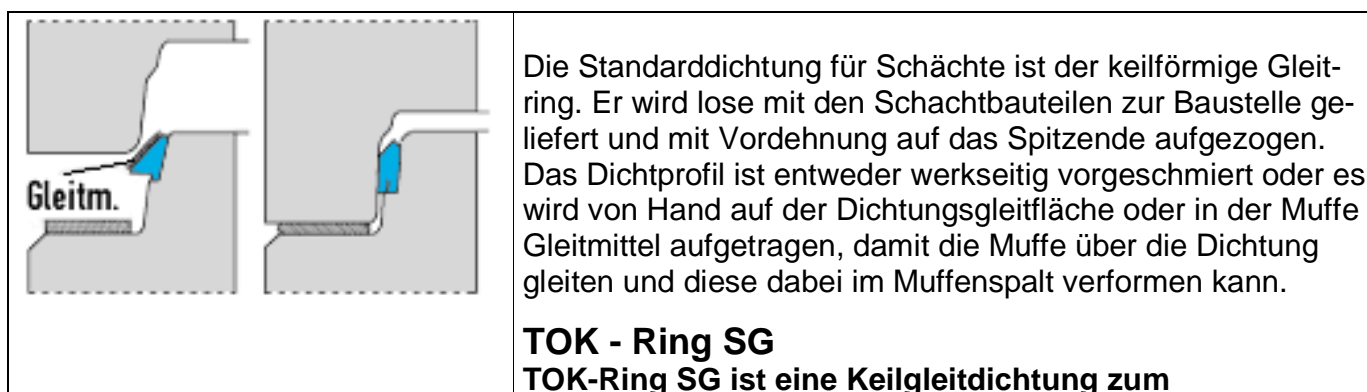 Gleitm.
Die Standarddichtung für Schächte ist der keilförmige Gleit-
ring. Er wird lose mit den Schachtbauteilen zur Baustelle ge-
liefert und mit Vordehnung auf das Spitzende aufgezogen.
Das Dichtprofil ist entweder werkseitig vorgeschmiert oder es
wird von Hand auf der Dichtungsgleitfläche oder in der Muffe
Gleitmittel aufgetragen, damit die Muffe über die Dichtung
gleiten und diese dabei im Muffenspalt verformen kann.
TOK - Ring SG
TOK-Ring SG ist eine Keilgleitdichtung zum